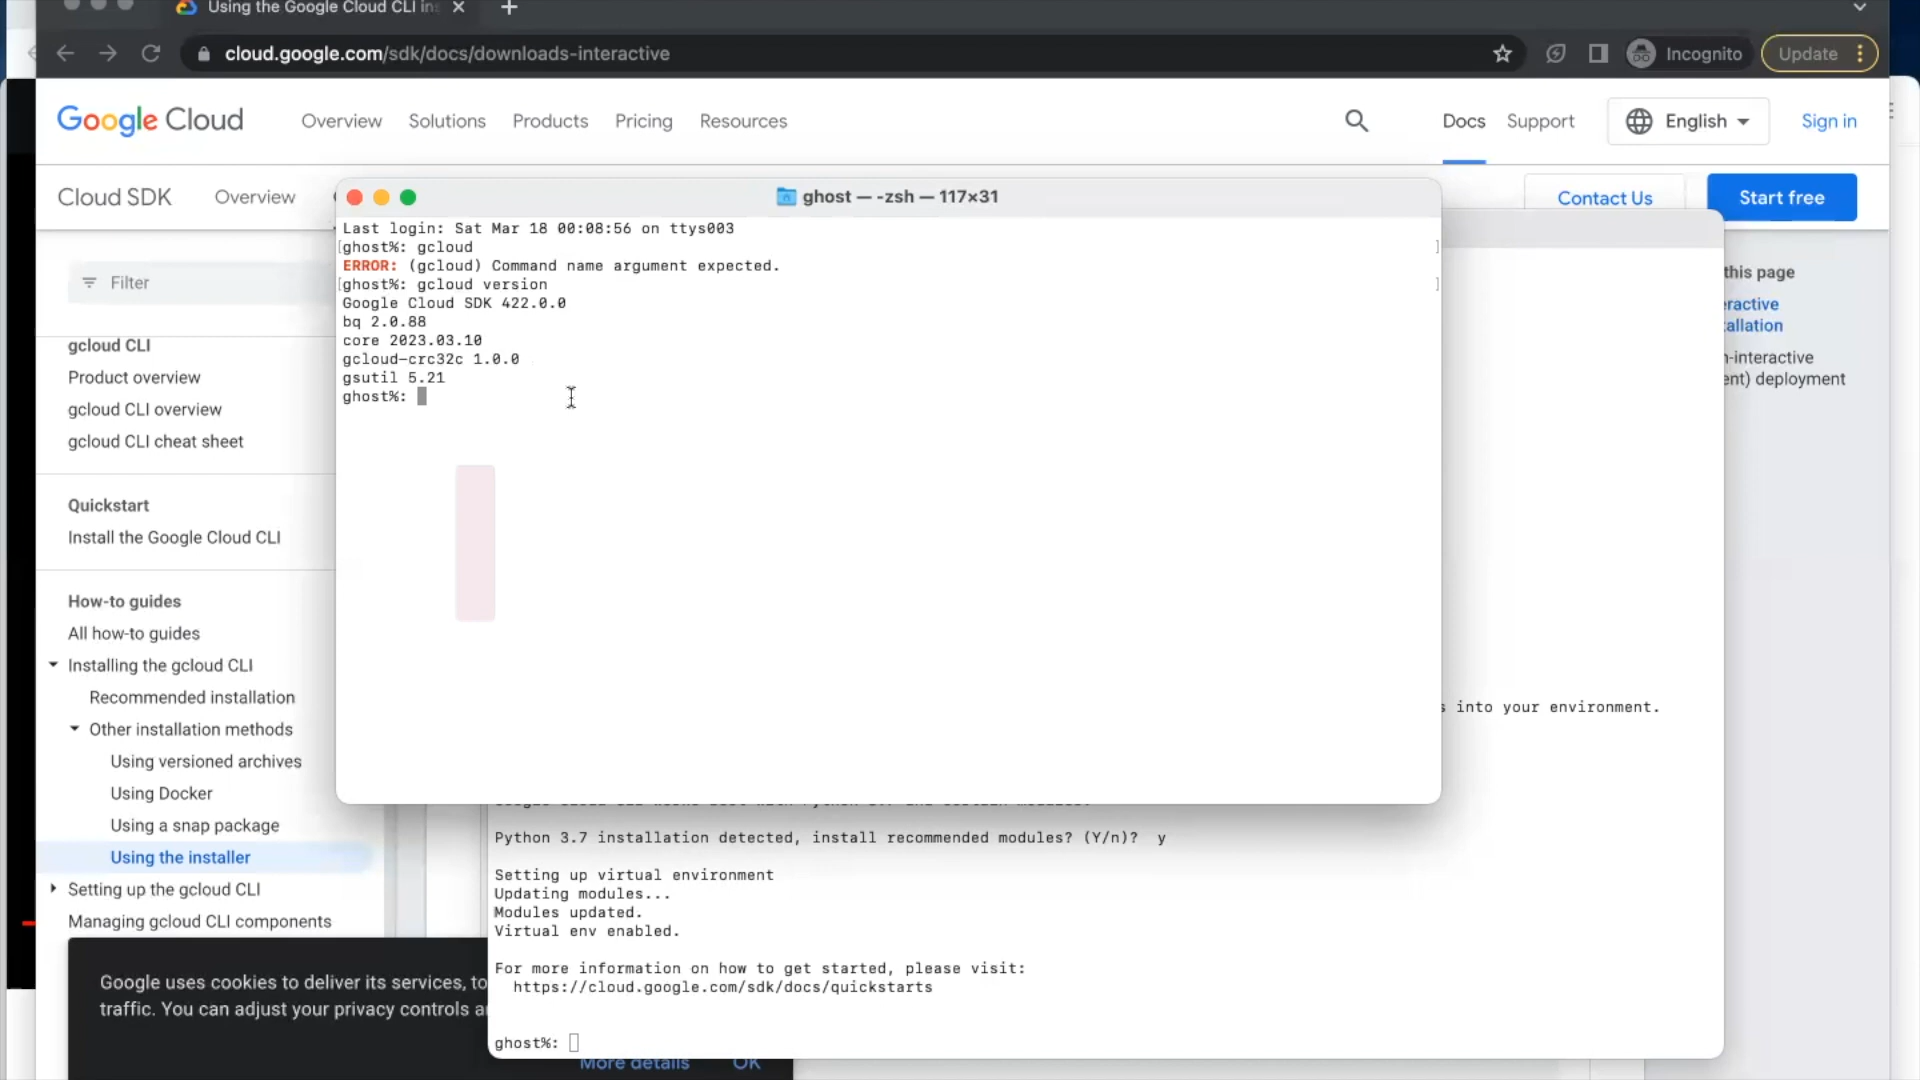 Using the Google Cloud CLI in
cloud.google.com/sdk/docs/downloads-interactive
Incognito
Update
Google Cloud
Overview
Solutions
Products
Pricing
Resources
Docs
Support
English
Sign in
Cloud SDK
Overview
Contact Us
Start free
ghost — -zsh — 117×31
Last login: Sat Mar 18 00:08:56 on ttys003
[ghost%: gcloud ]
ERROR: (gcloud) Command name argument expected.
[ghost%: gcloud version ]
Google Cloud SDK 422.0.0
bq 2.0.88
core 2023.03.10
gcloud-crc32c 1.0.0
gsutil 5.21
ghost%:
Filter
gcloud CLI
Product overview
gcloud CLI overview
gcloud CLI cheat sheet
Quickstart
Install the Google Cloud CLI
How-to guides
All how-to guides
Installing the gcloud CLI
Recommended installation
Other installation methods
Using versioned archives
Using Docker
Using a snap package
Using the installer
Setting up the gcloud CLI
Managing gcloud CLI components
this page
-interactive
deployment
into your environment.
Python 3.7 installation detected, install recommended modules? (Y/n)? y
Setting up virtual environment
Updating modules...
Modules updated.
Virtual env enabled.
For more information on how to get started, please visit:
https://cloud.google.com/sdk/docs/quickstarts
ghost%:
Google uses cookies to deliver its services, to
traffic. You can adjust your privacy controls
More details
OK